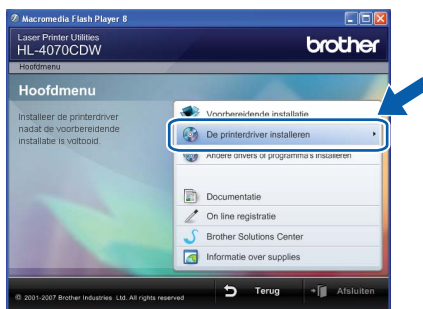 Macromedia Flash Player 8
Laser Printer Utilities
HL-4070CDW
brother
Hoofdmenu
Hoofdmenu
Installeer de printerdriver
nadat de voorbereidende
installatie is voltooid.
Voorbereidende installatie
De printerdriver installeren
Andere drivers of programma's installeren
Documentatie
On line registratie
Brother Solutions Center
Informatie over supplies
© 2001-2007 Brother Industries, Ltd. All rights reserved
Terug
Afsluiten